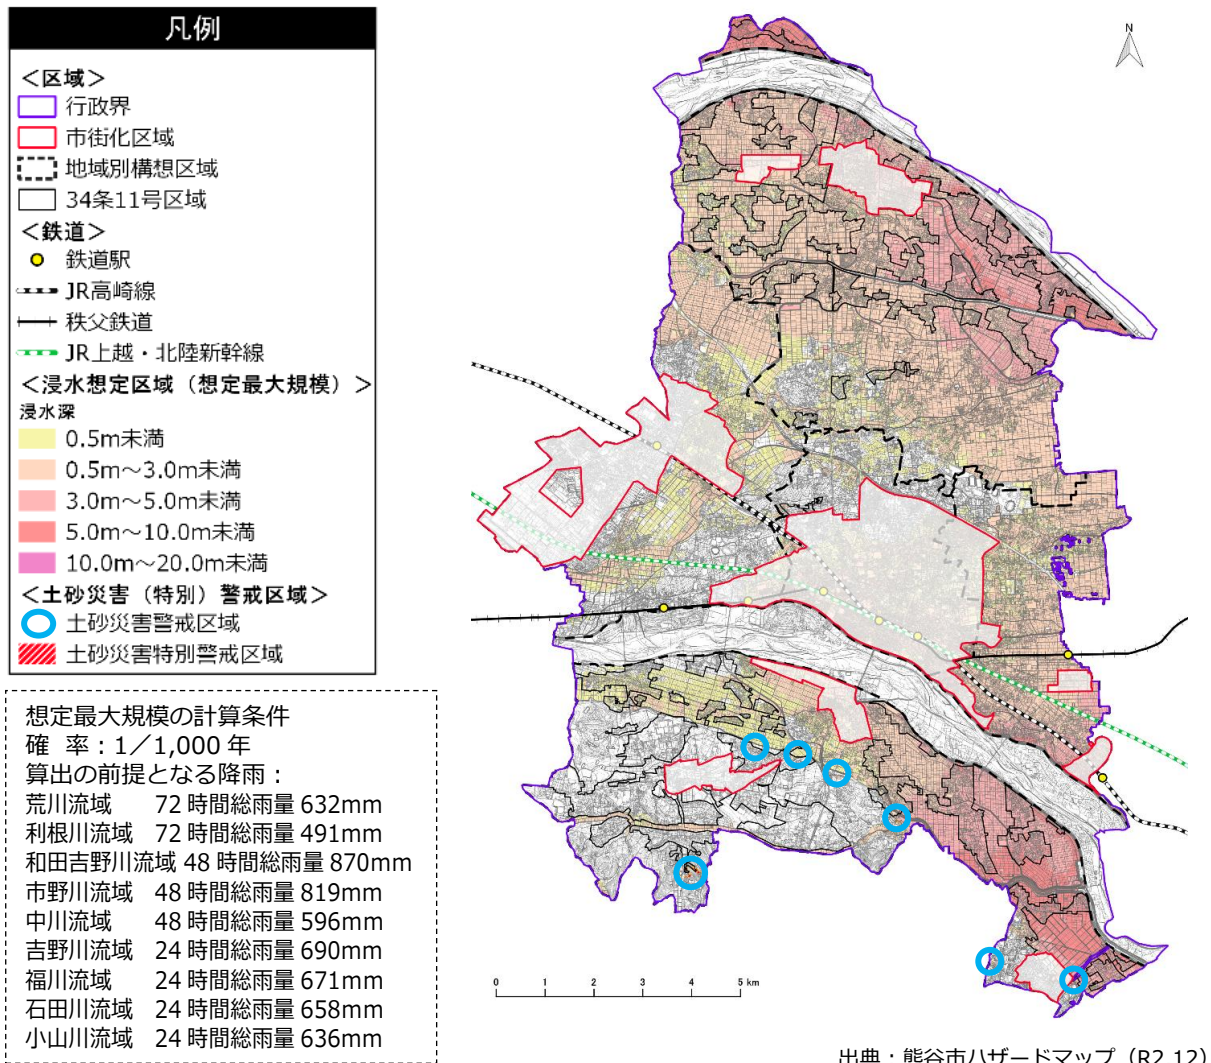 凡例
＜区域＞
行政界
市街化区域
地域別構想区域
34条11号区域
＜鉄道＞
鉄道駅
JR高崎線
秩父鉄道
JR上越・北陸新幹線
＜浸水想定区域（想定最大規模）＞
浸水深
0.5m未満
0.5m～3.0m未満
3.0m～5.0m未満
5.0m～10.0m未満
10.0m～20.0m未満
＜土砂災害（特別）警戒区域＞
土砂災害警戒区域
土砂災害特別警戒区域
想定最大規模の計算条件
確 率：1／1,000 年
算出の前提となる降雨：
荒川流域 72 時間総雨量 632mm
利根川流域 72 時間総雨量 491mm
和田吉野川流域 48 時間総雨量 870mm
市野川流域 48 時間総雨量 819mm
中川流域 48 時間総雨量 596mm
吉野川流域 24 時間総雨量 690mm
福川流域 24 時間総雨量 671mm
石田川流域 24 時間総雨量 658mm
小山川流域 24 時間総雨量 636mm
N
0 1 2 3 4 5 km
出典：熊谷市ハザードマップ（R2.12）